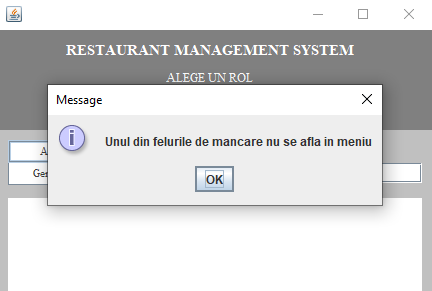 RESTAURANT MANAGEMENT SYSTEM
ALEGE UN ROL
Message
Unul din felurile de mancare nu se afla in meniu
OK